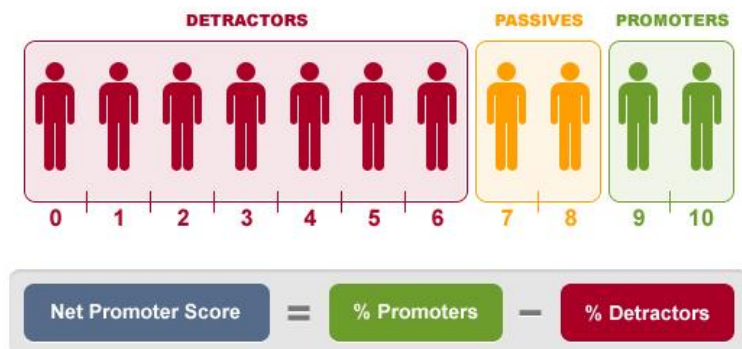 DETRACTORS PASSIVES PROMOTERS
0 1 2 3 4 5 6 7 8 9 10
Net Promoter Score = % Promoters − % Detractors